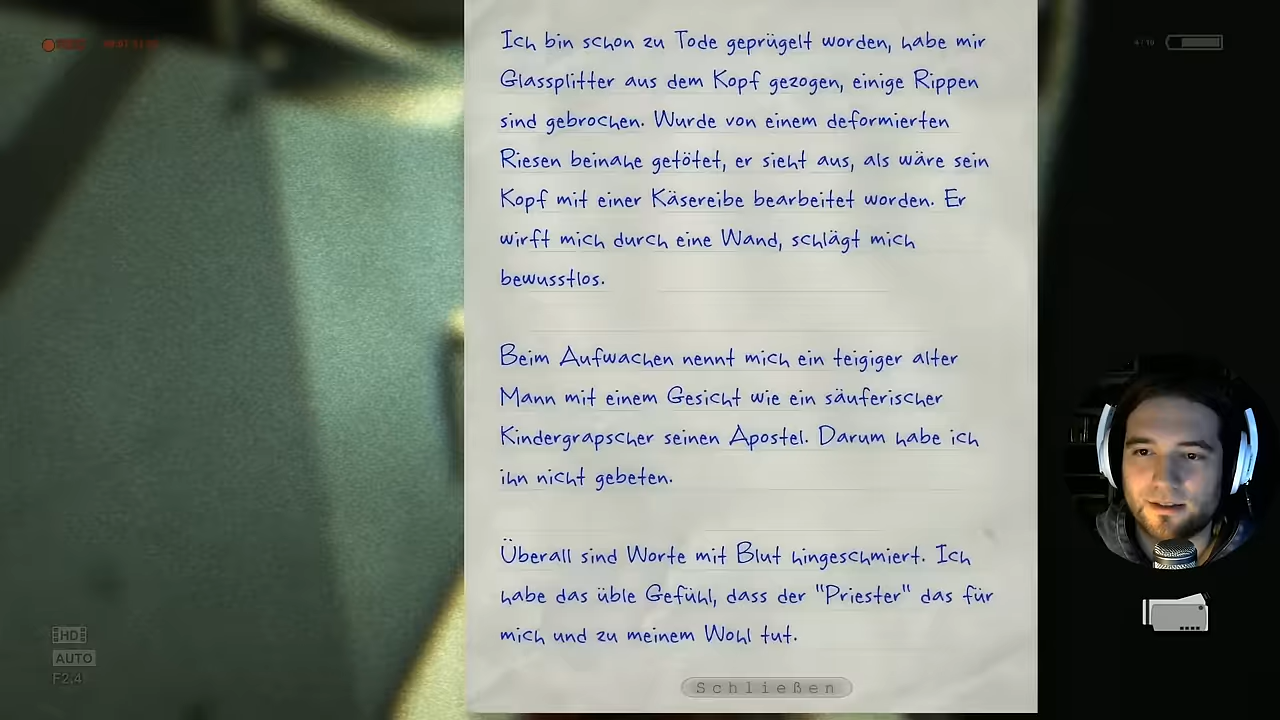 4/10
Ich bin schon zu Tode geprügelt worden, habe mir
Glassplitter aus dem Kopf gezogen, einige Rippen
sind gebrochen. Wurde von einem deformierten
Riesen beinahe getötet, er sieht aus, als wäre sein
Kopf mit einer Käsereibe bearbeitet worden. Er
wirft mich durch eine Wand, schlägt mich
bewusstlos.
Beim Aufwachen nennt mich ein teigiger alter
Mann mit einem Gesicht wie ein säuferischer
Kindergrapscher seinen Apostel. Darum habe ich
ihn nicht gebeten.
Überall sind Worte mit Blut hingeschmiert. Ich
habe das üble Gefühl, dass der "Priester" das für
mich und zu meinem Wohl tut.
HD
AUTO
F2.4
Schließen